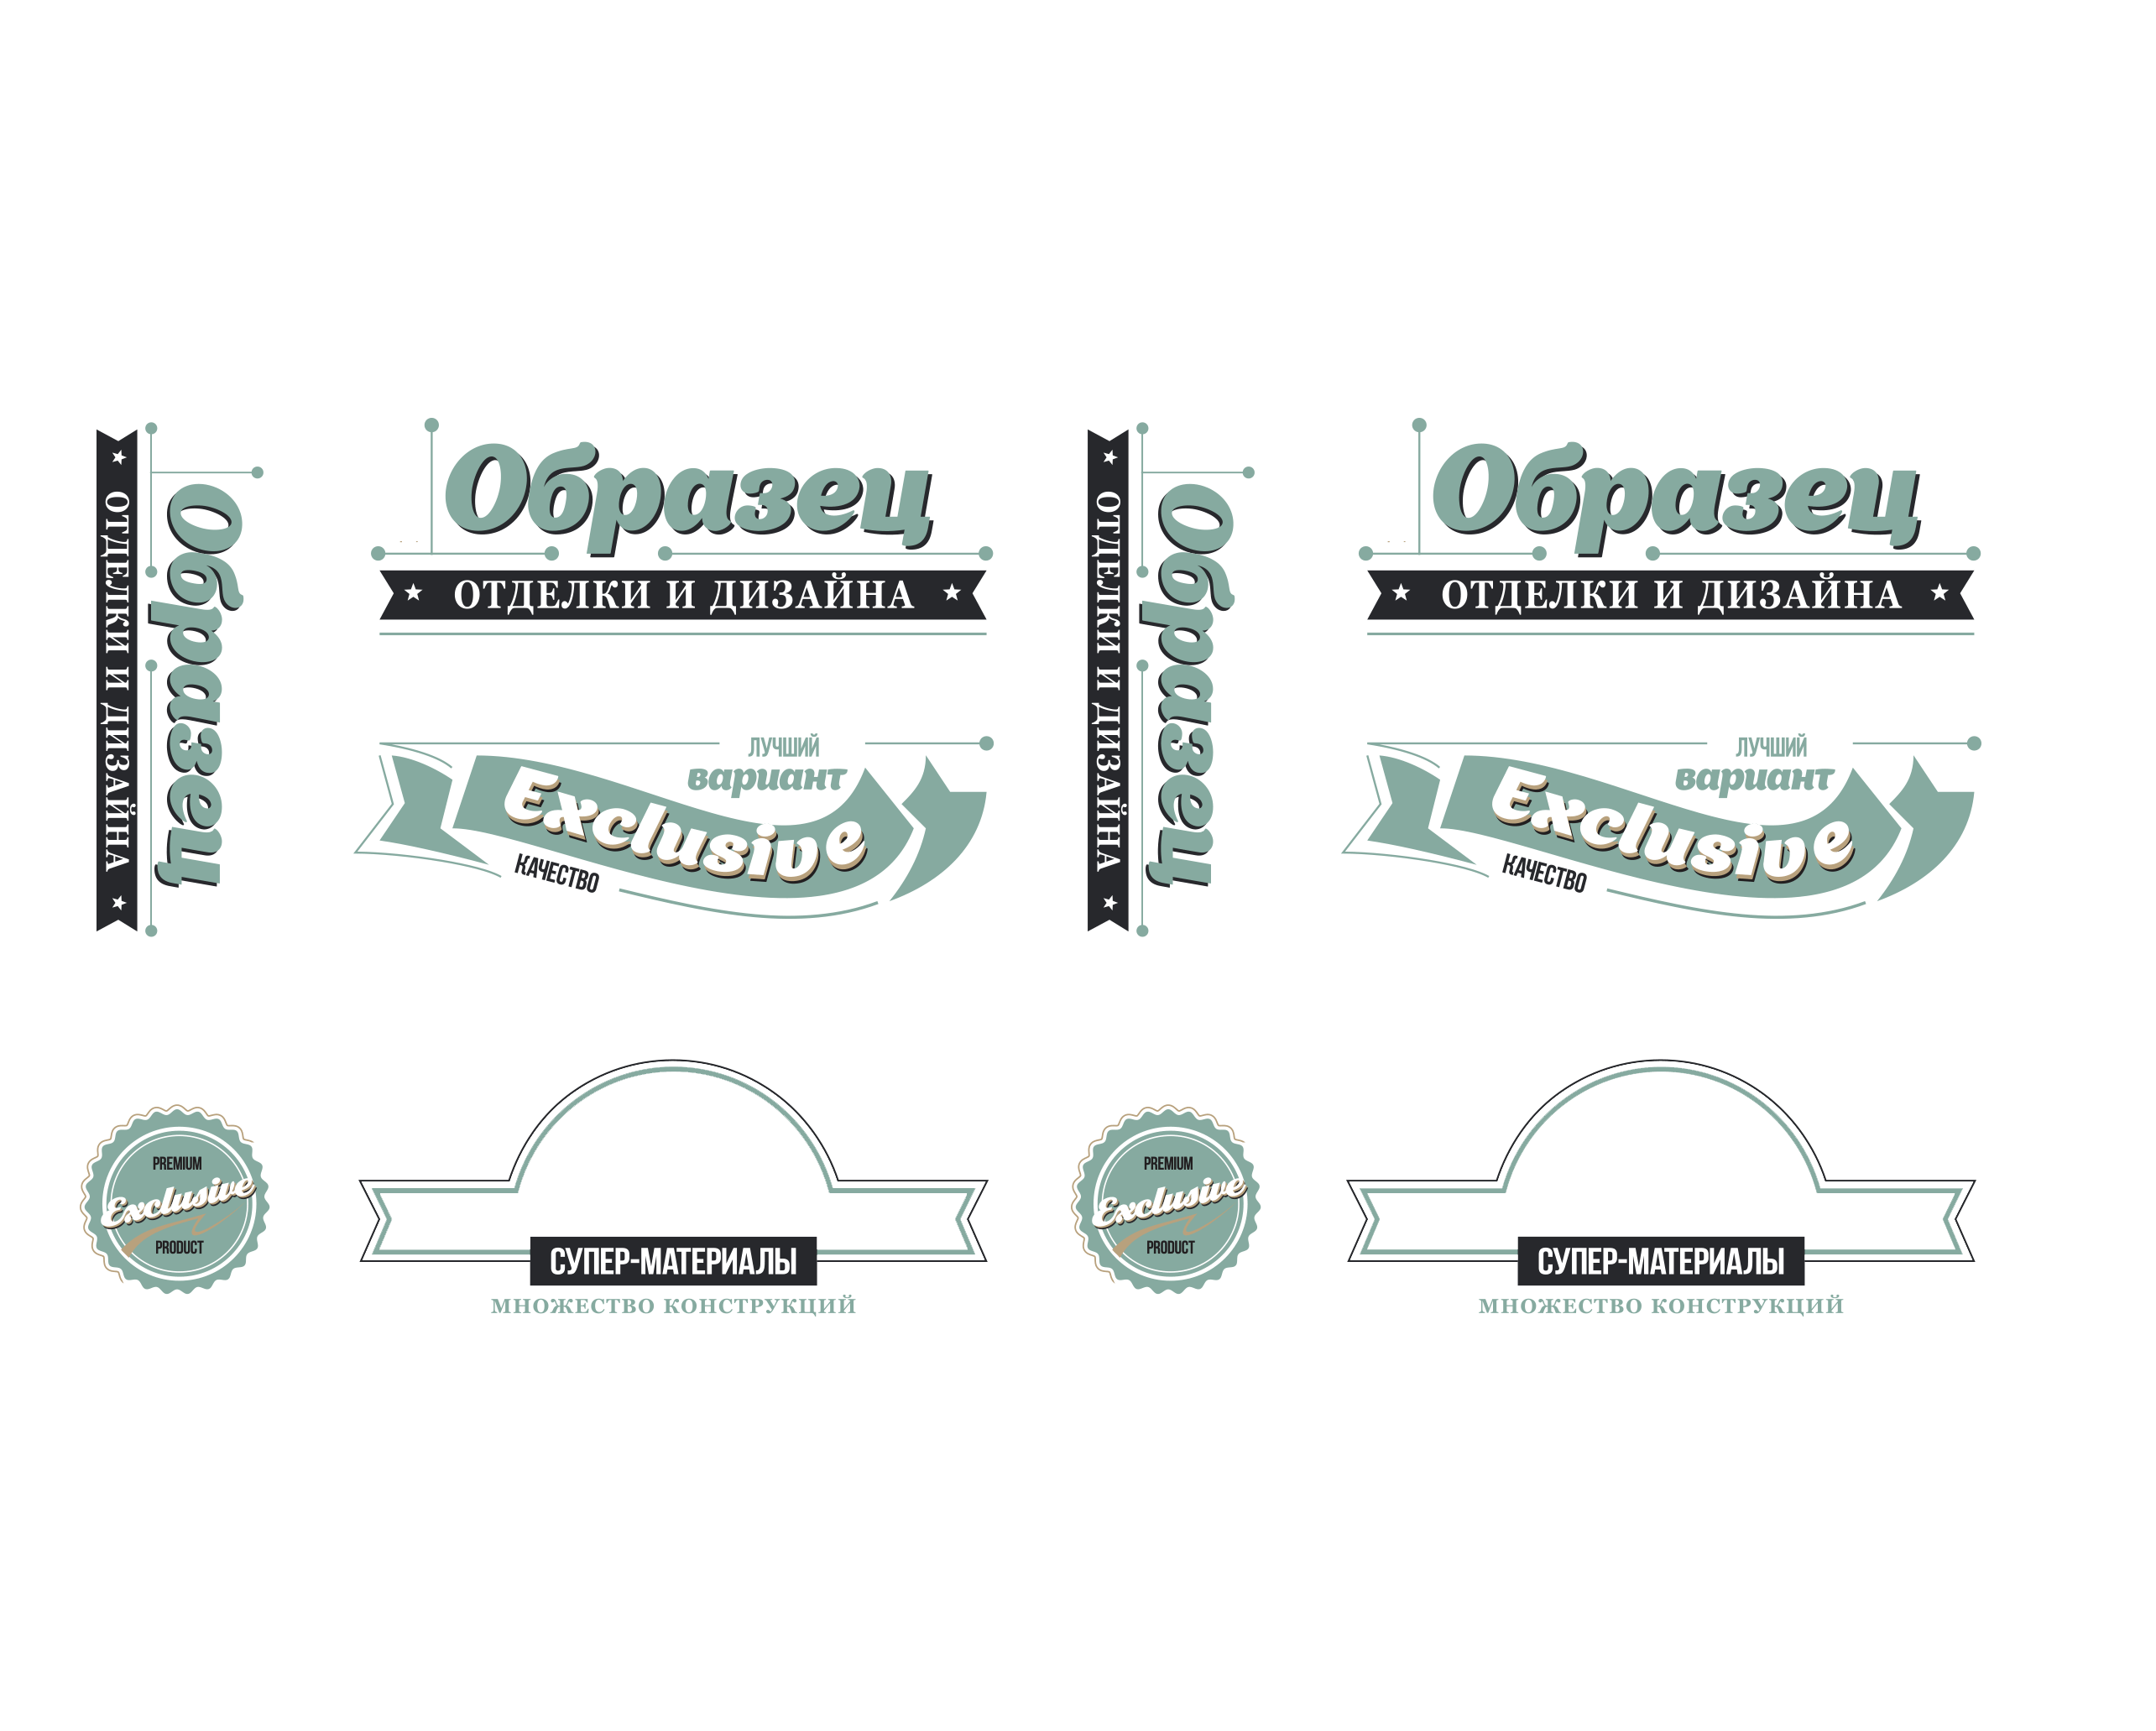 Образец
ОТДЕЛКИ И ДИЗАЙНА
Образец
ОТДЕЛКИ И ДИЗАЙНА
ЛУЧШИЙ
вариант
Exclusive
КАЧЕСТВО
PREMIUM
Exclusive
PRODUCT
СУПЕР-МАТЕРИАЛЫ
МНОЖЕСТВО КОНСТРУКЦИЙ
Образец
ОТДЕЛКИ И ДИЗАЙНА
Образец
ОТДЕЛКИ И ДИЗАЙНА
ЛУЧШИЙ
вариант
Exclusive
КАЧЕСТВО
PREMIUM
Exclusive
PRODUCT
СУПЕР-МАТЕРИАЛЫ
МНОЖЕСТВО КОНСТРУКЦИЙ